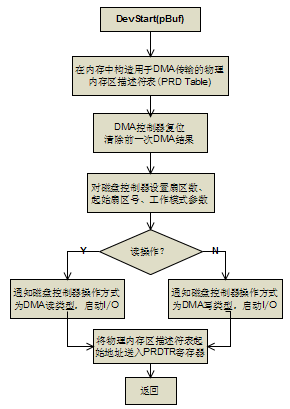 DevStart(pBuf)
在内存中构造用于DMA传输的物理
内存区描述符表(PRD Table)
DMA控制器复位
清除前一次DMA结果
对磁盘控制器设置扇区数、
起始扇区号、工作模式参数
读操作?
Y
N
通知磁盘控制器操作方式
为DMA读类型，启动I/O
通知磁盘控制器操作方式
为DMA写类型，启动I/O
将物理内存区描述符表起
始地址送入PRDTR寄存器
返回